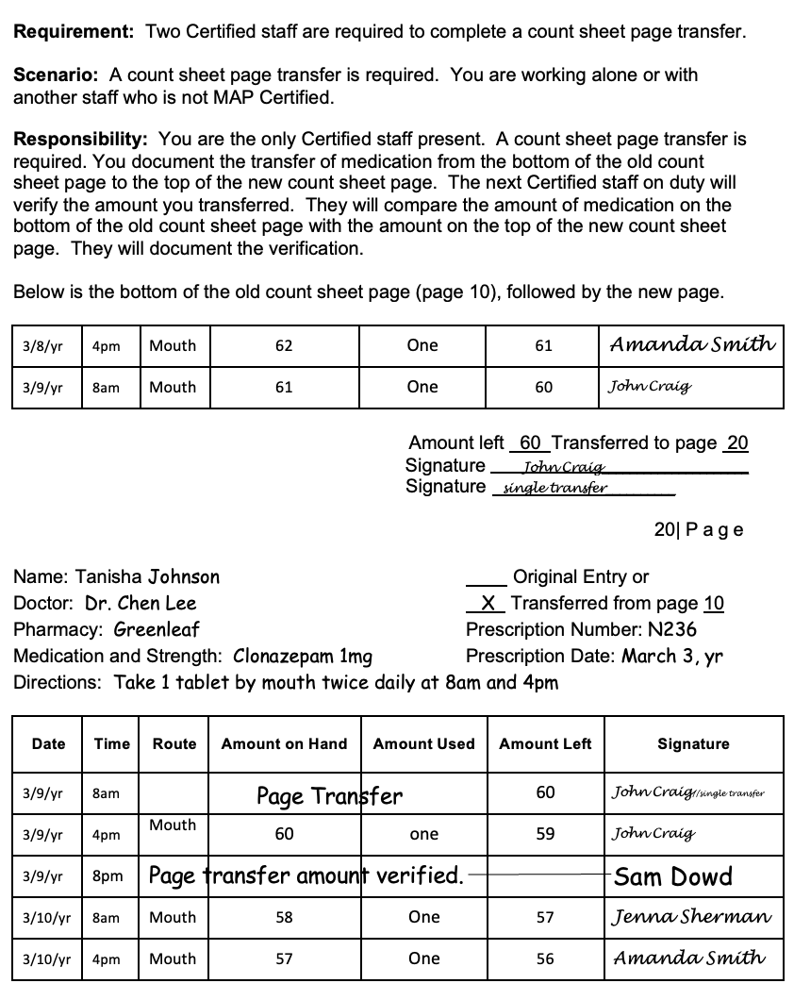 Requirement: Two Certified staff are required to complete a count sheet page transfer.
Scenario: A count sheet page transfer is required. You are working alone or with
another staff who is not MAP Certified.
Responsibility: You are the only Certified staff present. A count sheet page transfer is
required. You document the transfer of medication from the bottom of the old count
sheet page to the top of the new count sheet page. The next Certified staff on duty will
verify the amount you transferred. They will compare the amount of medication on the
bottom of the old count sheet page with the amount on the top of the new count sheet
page. They will document the verification.
Below is the bottom of the old count sheet page (page 10), followed by the new page.
3/8/yr 4pm Mouth 62 One 61 Amanda Smith
3/9/yr 8am Mouth 61 One 60 John Craig
Amount left 60 Transferred to page 20
Signature John Craig
Signature single transfer
20| P a g e
Name: Tanisha Johnson ____ Original Entry or
Doctor: Dr. Chen Lee X Transferred from page 10
Pharmacy: Greenleaf Prescription Number: N236
Medication and Strength: Clonazepam 1mg Prescription Date: March 3, yr
Directions: Take 1 tablet by mouth twice daily at 8am and 4pm
Date Time Route Amount on Hand Amount Used Amount Left Signature
3/9/yr 8am Page Transfer 60 John Craig//single transfer
3/9/yr 4pm Mouth 60 one 59 John Craig
3/9/yr 8pm Page transfer amount verified. Sam Dowd
3/10/yr 8am Mouth 58 One 57 Jenna Sherman
3/10/yr 4pm Mouth 57 One 56 Amanda Smith